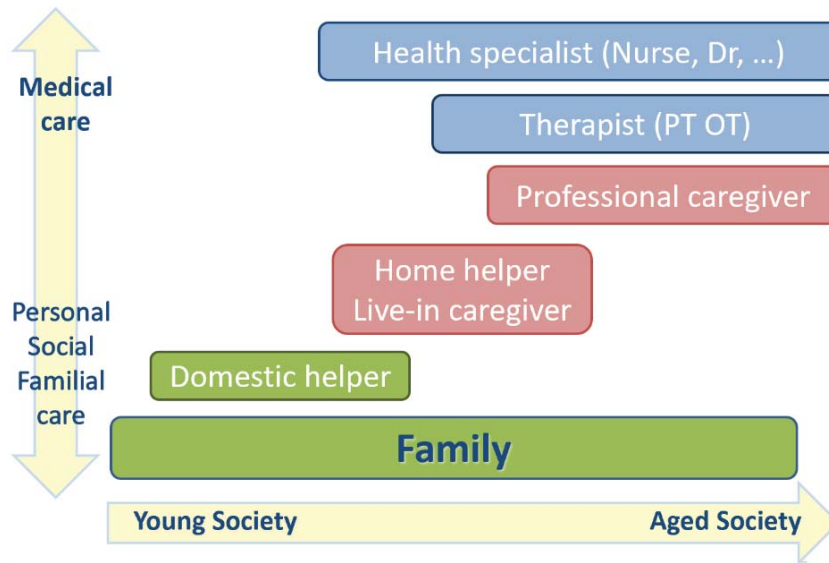 Health specialist (Nurse, Dr, ...)
Medical
care
Therapist (PT OT)
Professional caregiver
Home helper
Live-in caregiver
Personal
Social
Familial
care
Domestic helper
Family
Young Society
Aged Society